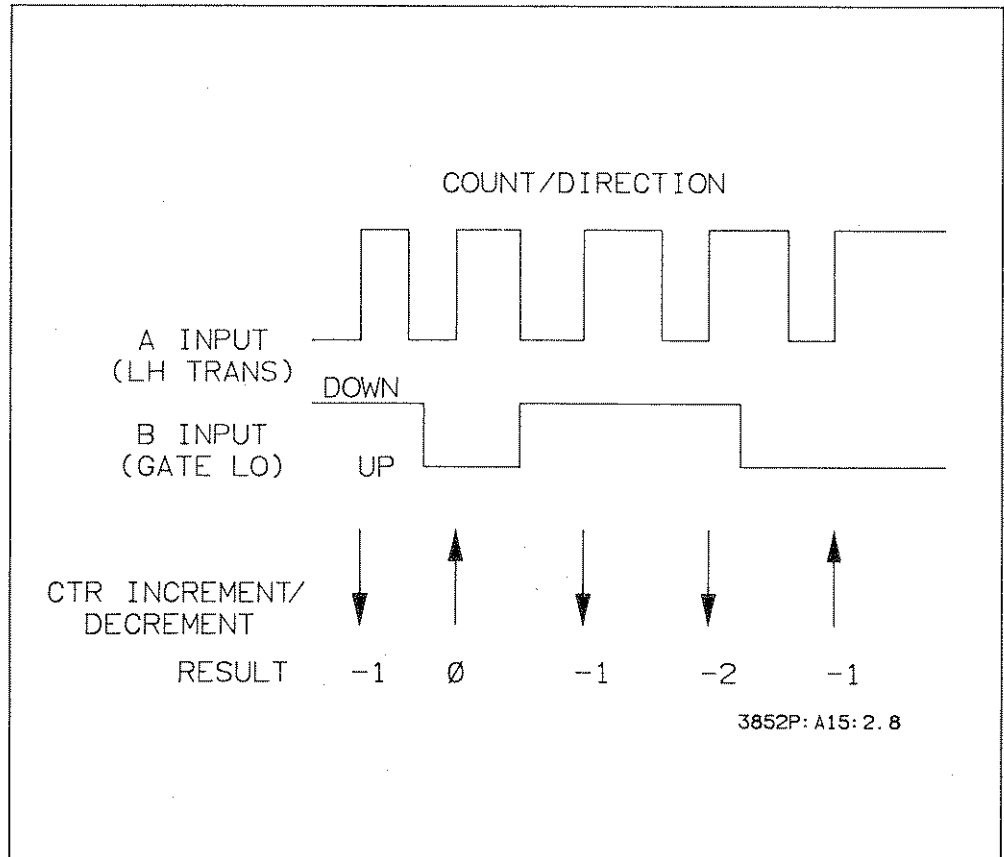 COUNT/DIRECTION
A INPUT
(LH TRANS)
DOWN
B INPUT
(GATE LO)
UP
CTR INCREMENT/
DECREMENT
RESULT -1 Ø -1 -2 -1
3852P:A15:2.8